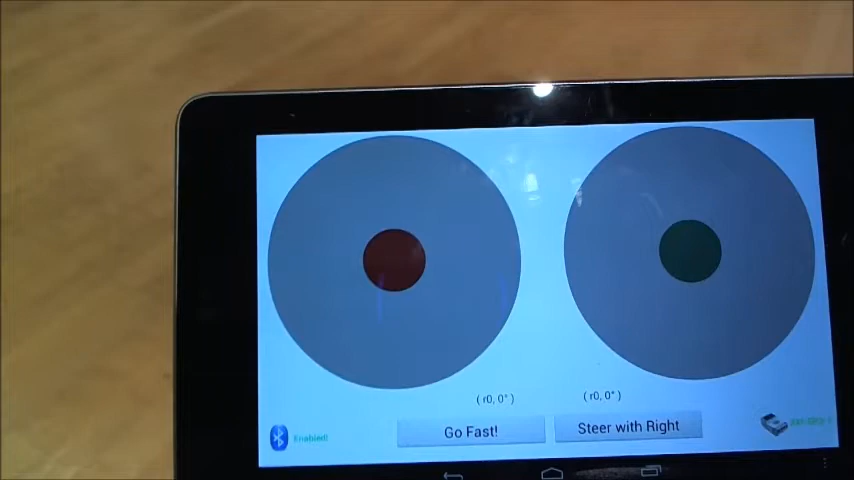 ( r0, 0° )
( r0, 0° )
Enabled!
Go Fast!
Steer with Right